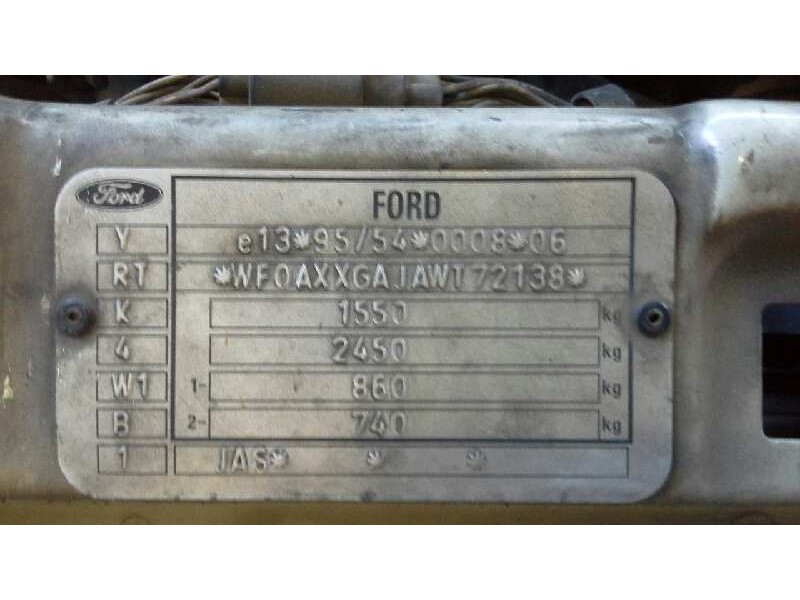 Ford
FORD
V e13*95/54*0008*06
RT *WF0AXXGAJAWT72138*
K 1550 kg
4 2450 kg
W1 1- 860 kg
B 2- 740 kg
1 JAS* * *